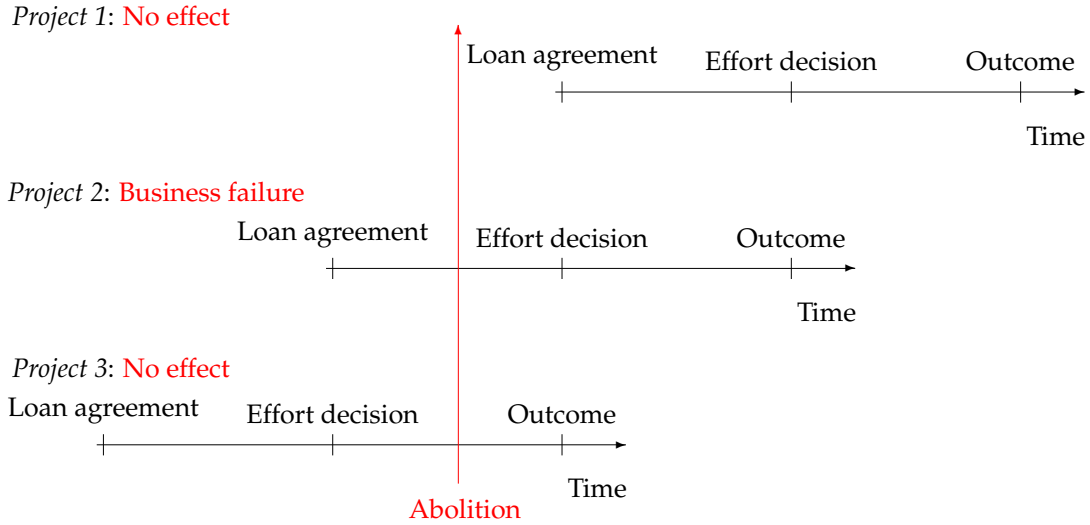 Project 1: No effect
Loan agreement Effort decision Outcome
Time
Project 2: Business failure
Loan agreement Effort decision Outcome
Time
Project 3: No effect
Loan agreement Effort decision Outcome
Time
Abolition